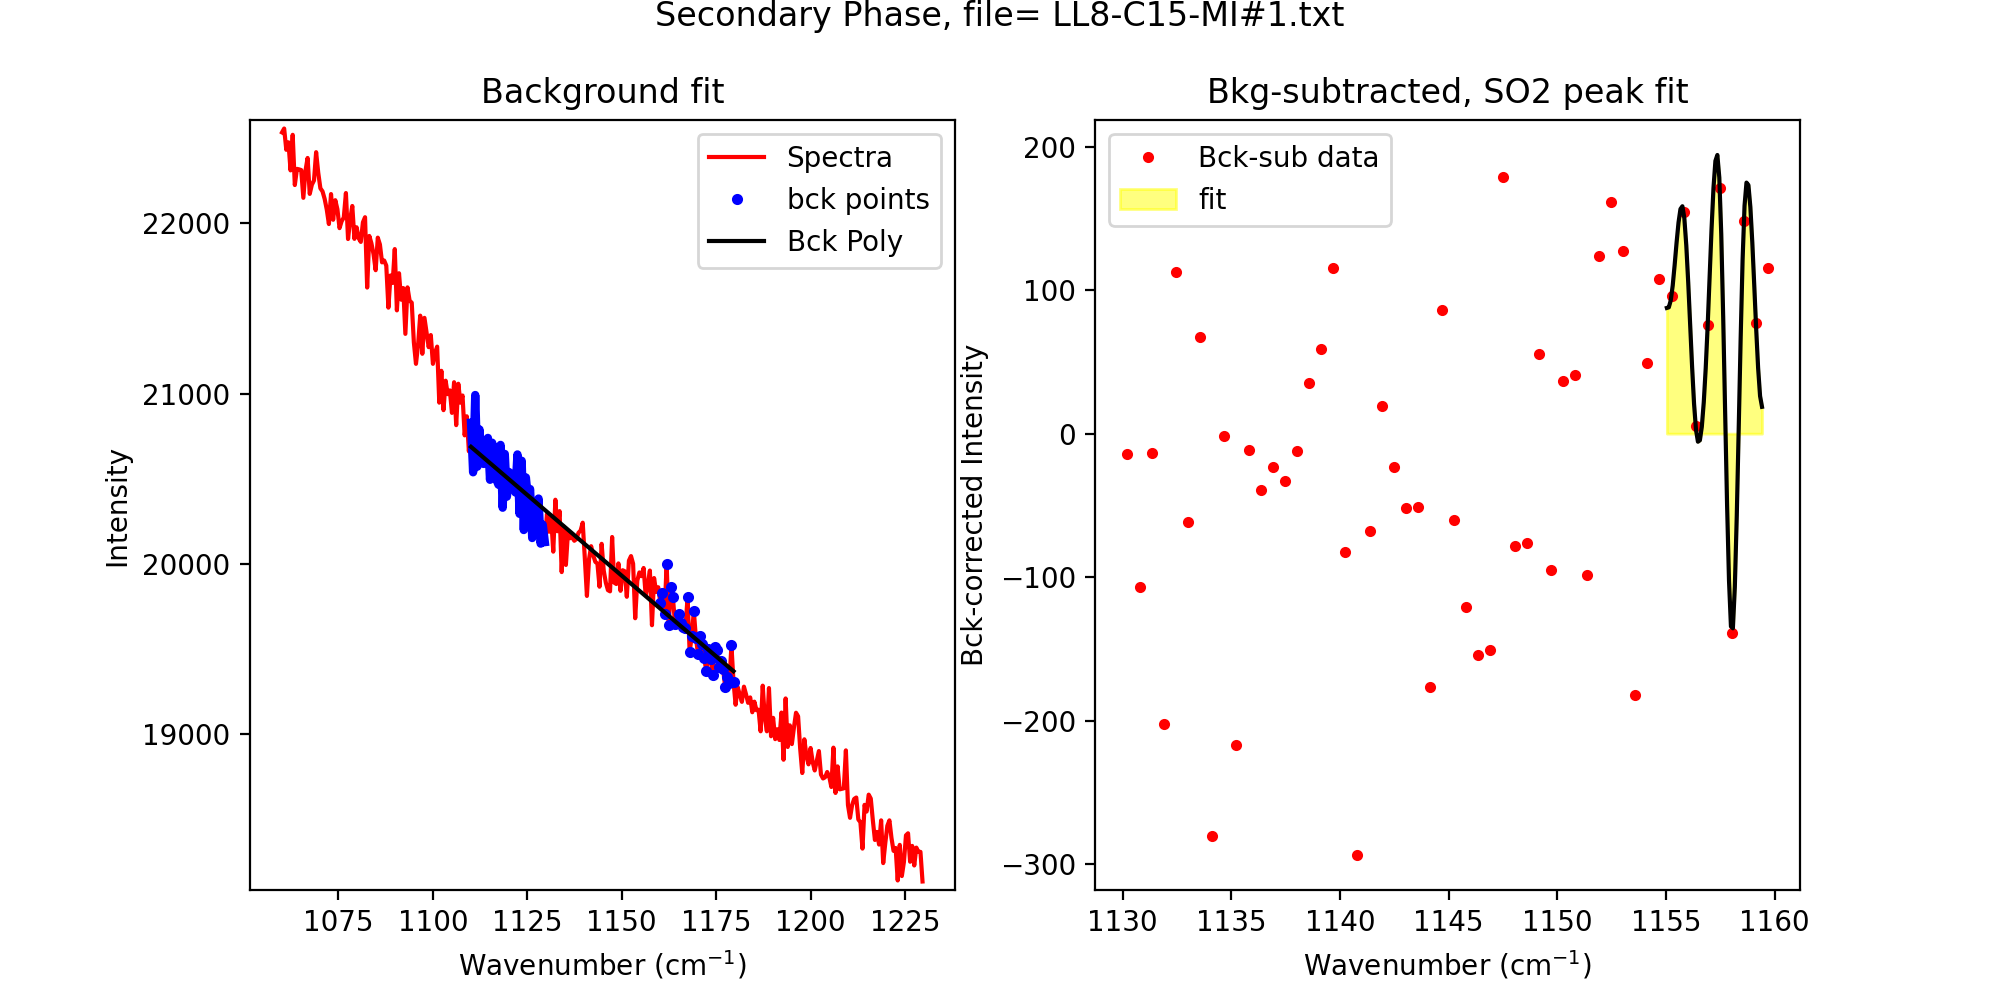 Secondary Phase, file= LL8-C15-MI#1.txt
Background fit
Spectra
bck points
Bck Poly
22000
21000
20000
19000
Intensity
1075 1100 1125 1150 1175 1200 1225
Wavenumber (cm⁻¹)
Bkg-subtracted, SO2 peak fit
Bck-sub data
fit
200
100
0
−100
−200
−300
Bck-corrected Intensity
1130 1135 1140 1145 1150 1155 1160
Wavenumber (cm⁻¹)